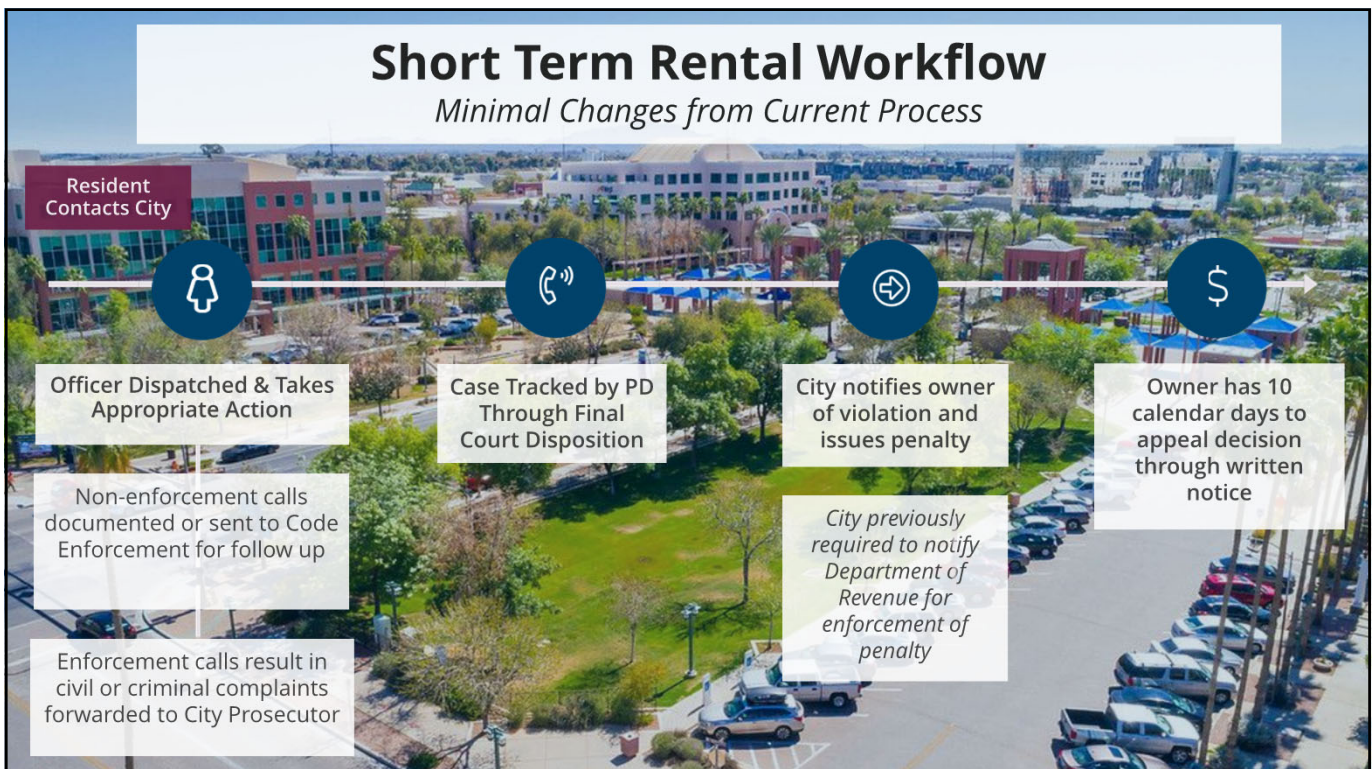 Short Term Rental Workflow
Minimal Changes from Current Process
Resident
Contacts City
Officer Dispatched & Takes
Appropriate Action
Non-enforcement calls
documented or sent to Code
Enforcement for follow up
Enforcement calls result in
civil or criminal complaints
forwarded to City Prosecutor
Case Tracked by PD
Through Final
Court Disposition
City notifies owner
of violation and
issues penalty
City previously
required to notify
Department of
Revenue for
enforcement of
penalty
$
Owner has 10
calendar days to
appeal decision
through written
notice